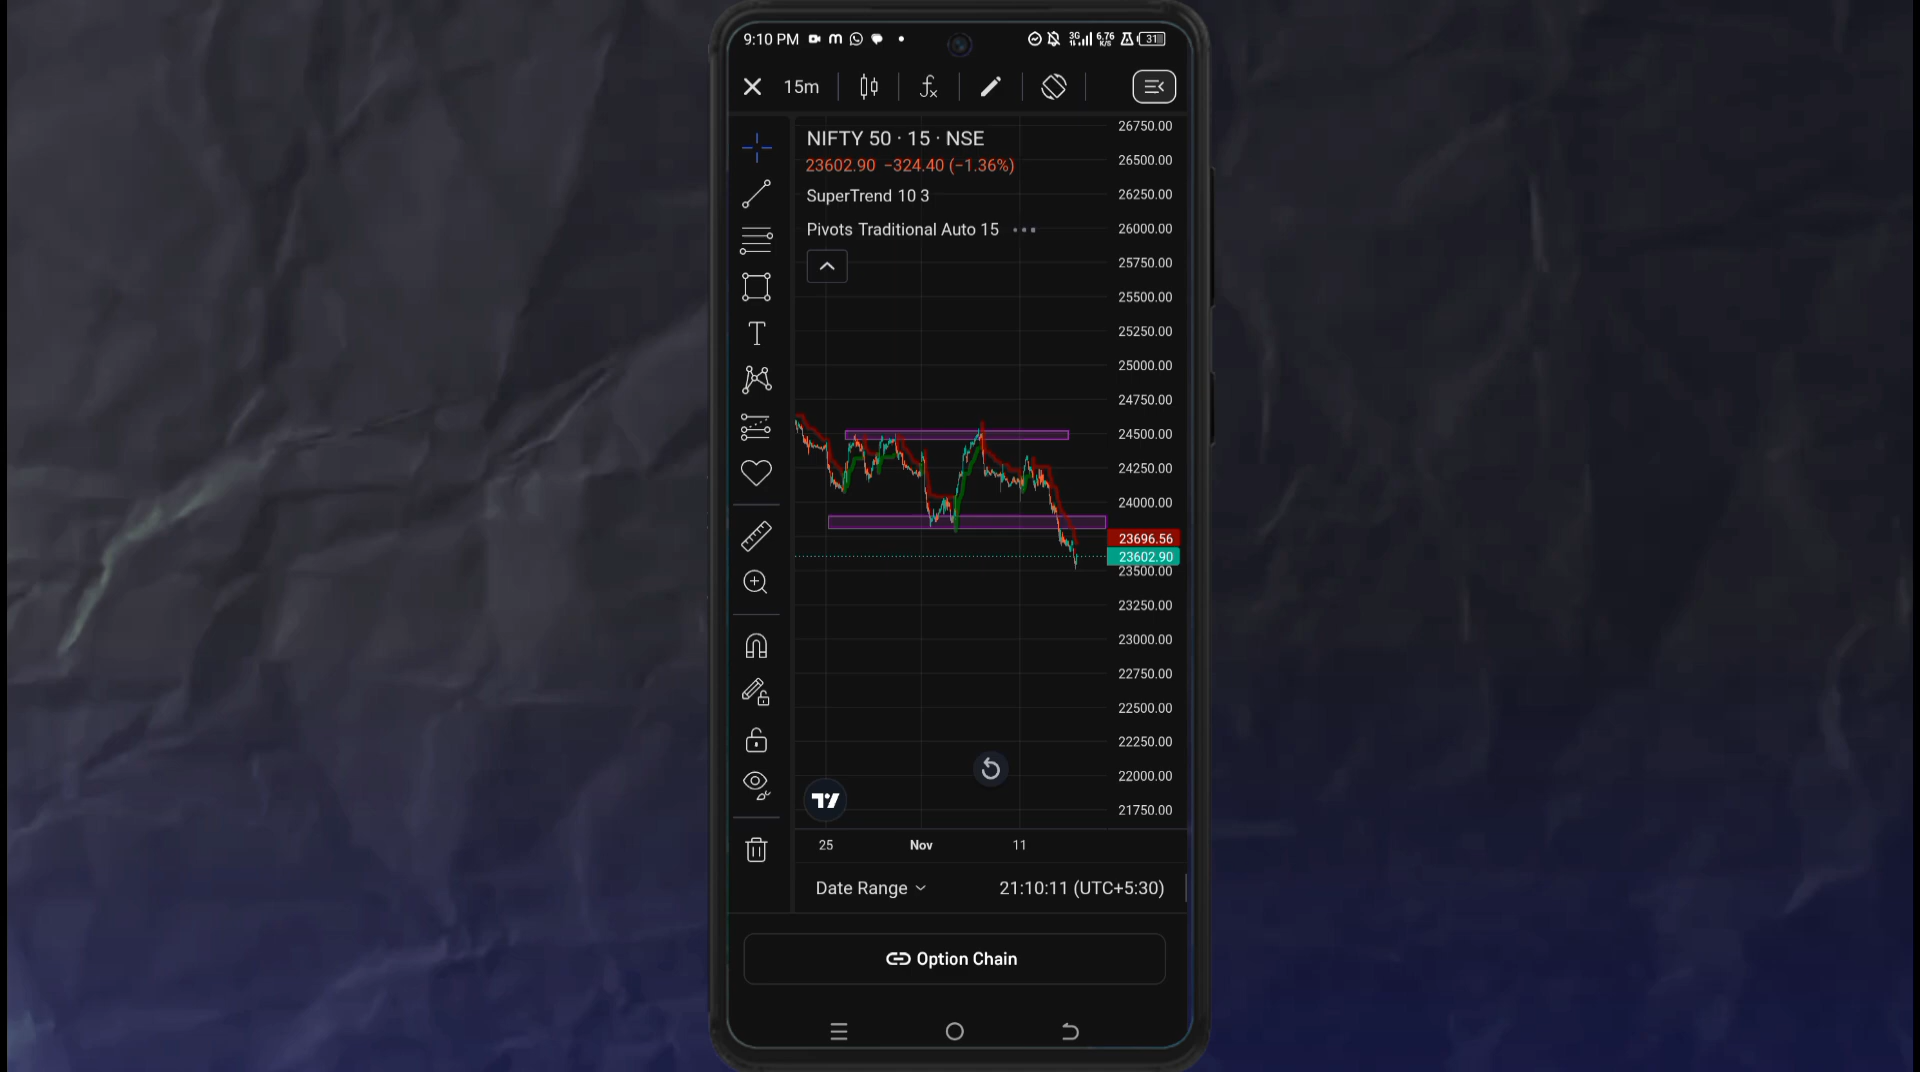 9:10 PM
3G 6.76 K/S 31
15m
NIFTY 50 · 15 · NSE
23602.90 −324.40 (−1.36%)
SuperTrend 10 3
Pivots Traditional Auto 15
26750.00
26500.00
26250.00
26000.00
25750.00
25500.00
25250.00
25000.00
24750.00
24500.00
24250.00
24000.00
23696.56
23602.90
23500.00
23250.00
23000.00
22750.00
22500.00
22250.00
22000.00
21750.00
25 Nov 11
Date Range 21:10:11 (UTC+5:30)
Option Chain